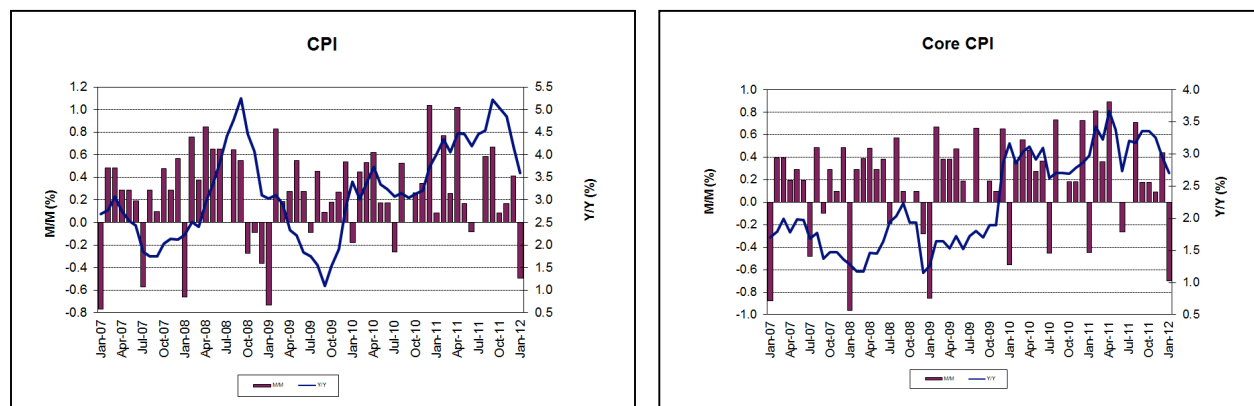 CPI
M/M (%)
1.2
1.0
0.8
0.6
0.4
0.2
0.0
-0.2
-0.4
-0.6
-0.8
5.5
5.0
4.5
4.0
3.5
3.0
2.5
2.0
1.5
1.0
0.5
Y/Y (%)
Jan-07
Apr-07
Jul-07
Oct-07
Jan-08
Apr-08
Jul-08
Oct-08
Jan-09
Apr-09
Jul-09
Oct-09
Jan-10
Apr-10
Jul-10
Oct-10
Jan-11
Apr-11
Jul-11
Oct-11
Jan-12
M/M Y/Y
Core CPI
M/M (%)
1.0
0.8
0.6
0.4
0.2
0.0
-0.2
-0.4
-0.6
-0.8
-1.0
4.0
3.5
3.0
2.5
2.0
1.5
1.0
0.5
Y/Y (%)
Jan-07
Apr-07
Jul-07
Oct-07
Jan-08
Apr-08
Jul-08
Oct-08
Jan-09
Apr-09
Jul-09
Oct-09
Jan-10
Apr-10
Jul-10
Oct-10
Jan-11
Apr-11
Jul-11
Oct-11
Jan-12
M/M Y/Y